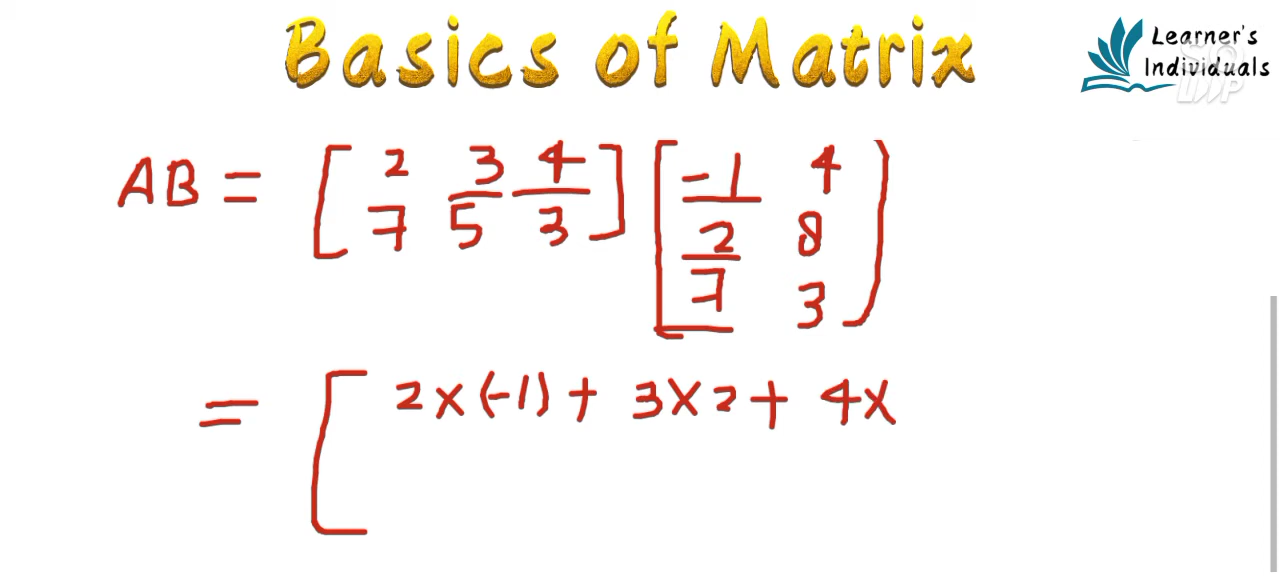 Basics of Matrix
Learner's
Individuals
AB = [ 2 3 4 ] [ -1 4 )
7 5 3 2 8
7 3
= [ 2 x (-1) + 3 x 2 + 4 x